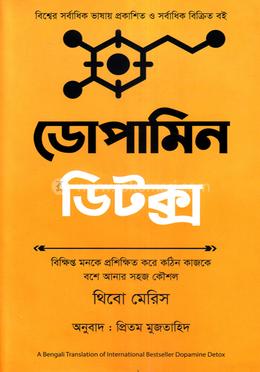 বিশ্বের সর্বাধিক ভাষায় প্রকাশিত ও সর্বাধিক বিক্রিত বই
ডোপামিন
ডিটক্স
বিক্ষিপ্ত মনকে প্রশিক্ষিত করে কঠিন কাজকে
বশে আনার সহজ কৌশল
থিবো মেরিস
অনুবাদ : প্রিতম মুজতাহিদ
A Bengali Translation of International Bestseller Dopamine Detox